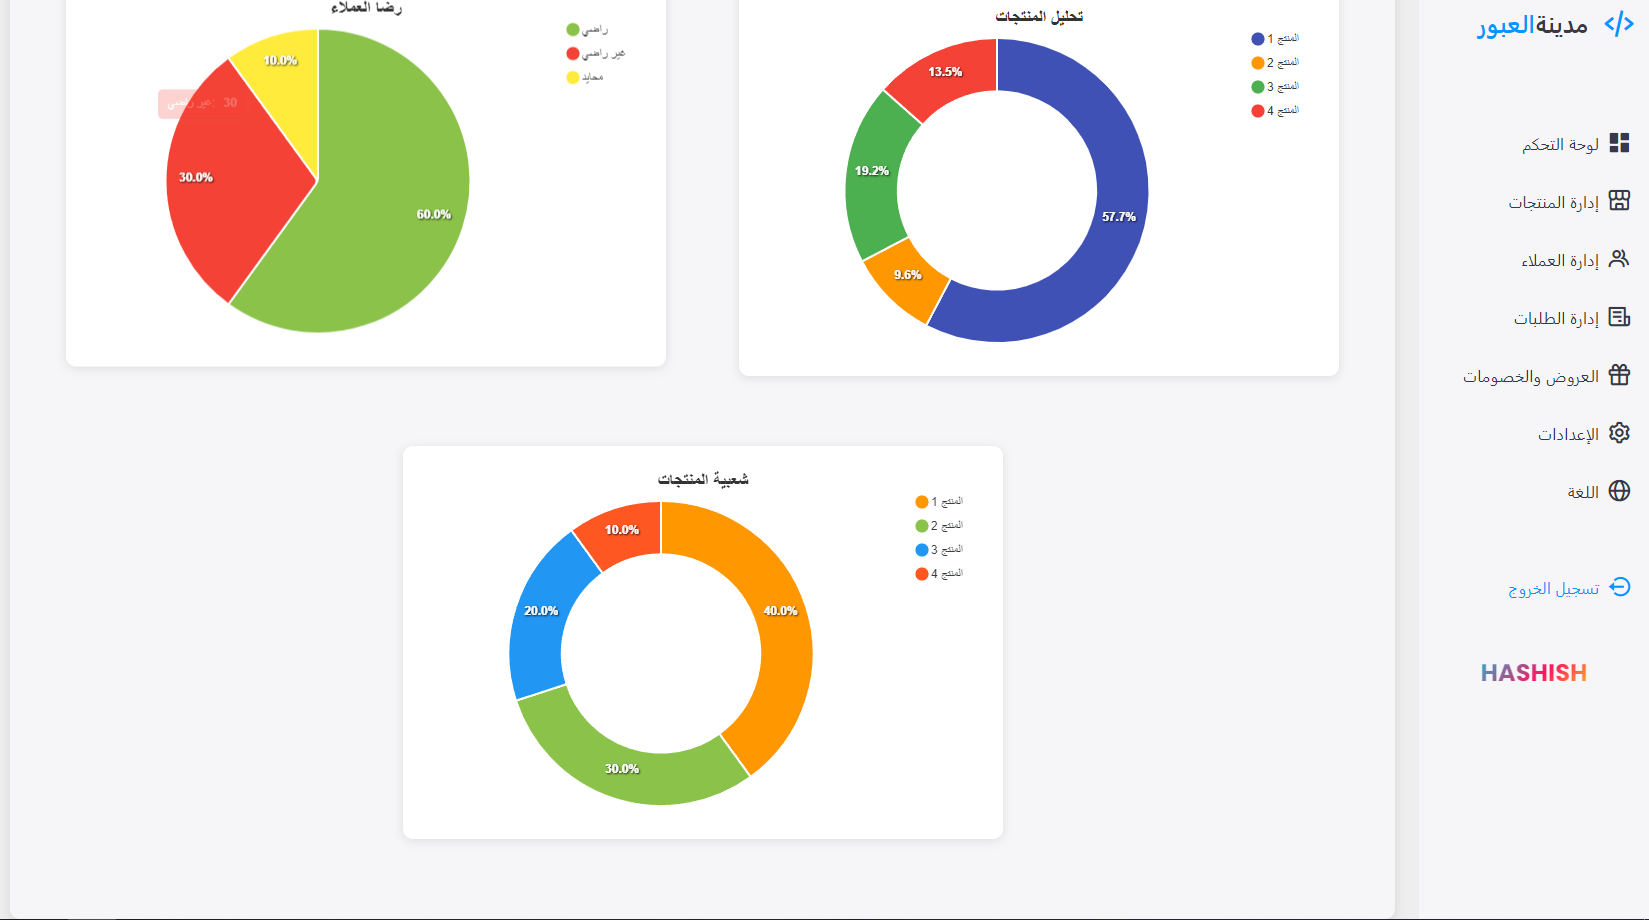 مدينةالعبور
لوحة التحكم
إدارة المنتجات
إدارة العملاء
إدارة الطلبات
العروض والخصومات
الإعدادات
اللغة
تسجيل الخروج
HASHISH
تحليل المنتجات
المنتج 1
المنتج 2
المنتج 3
المنتج 4
13.5%
19.2%
57.7%
9.6%
رضا العملاء
راضي
غير راضي
محايد
10.0%
غير راضي: 30
30.0%
60.0%
شعبية المنتجات
المنتج 1
المنتج 2
المنتج 3
المنتج 4
10.0%
20.0%
40.0%
30.0%